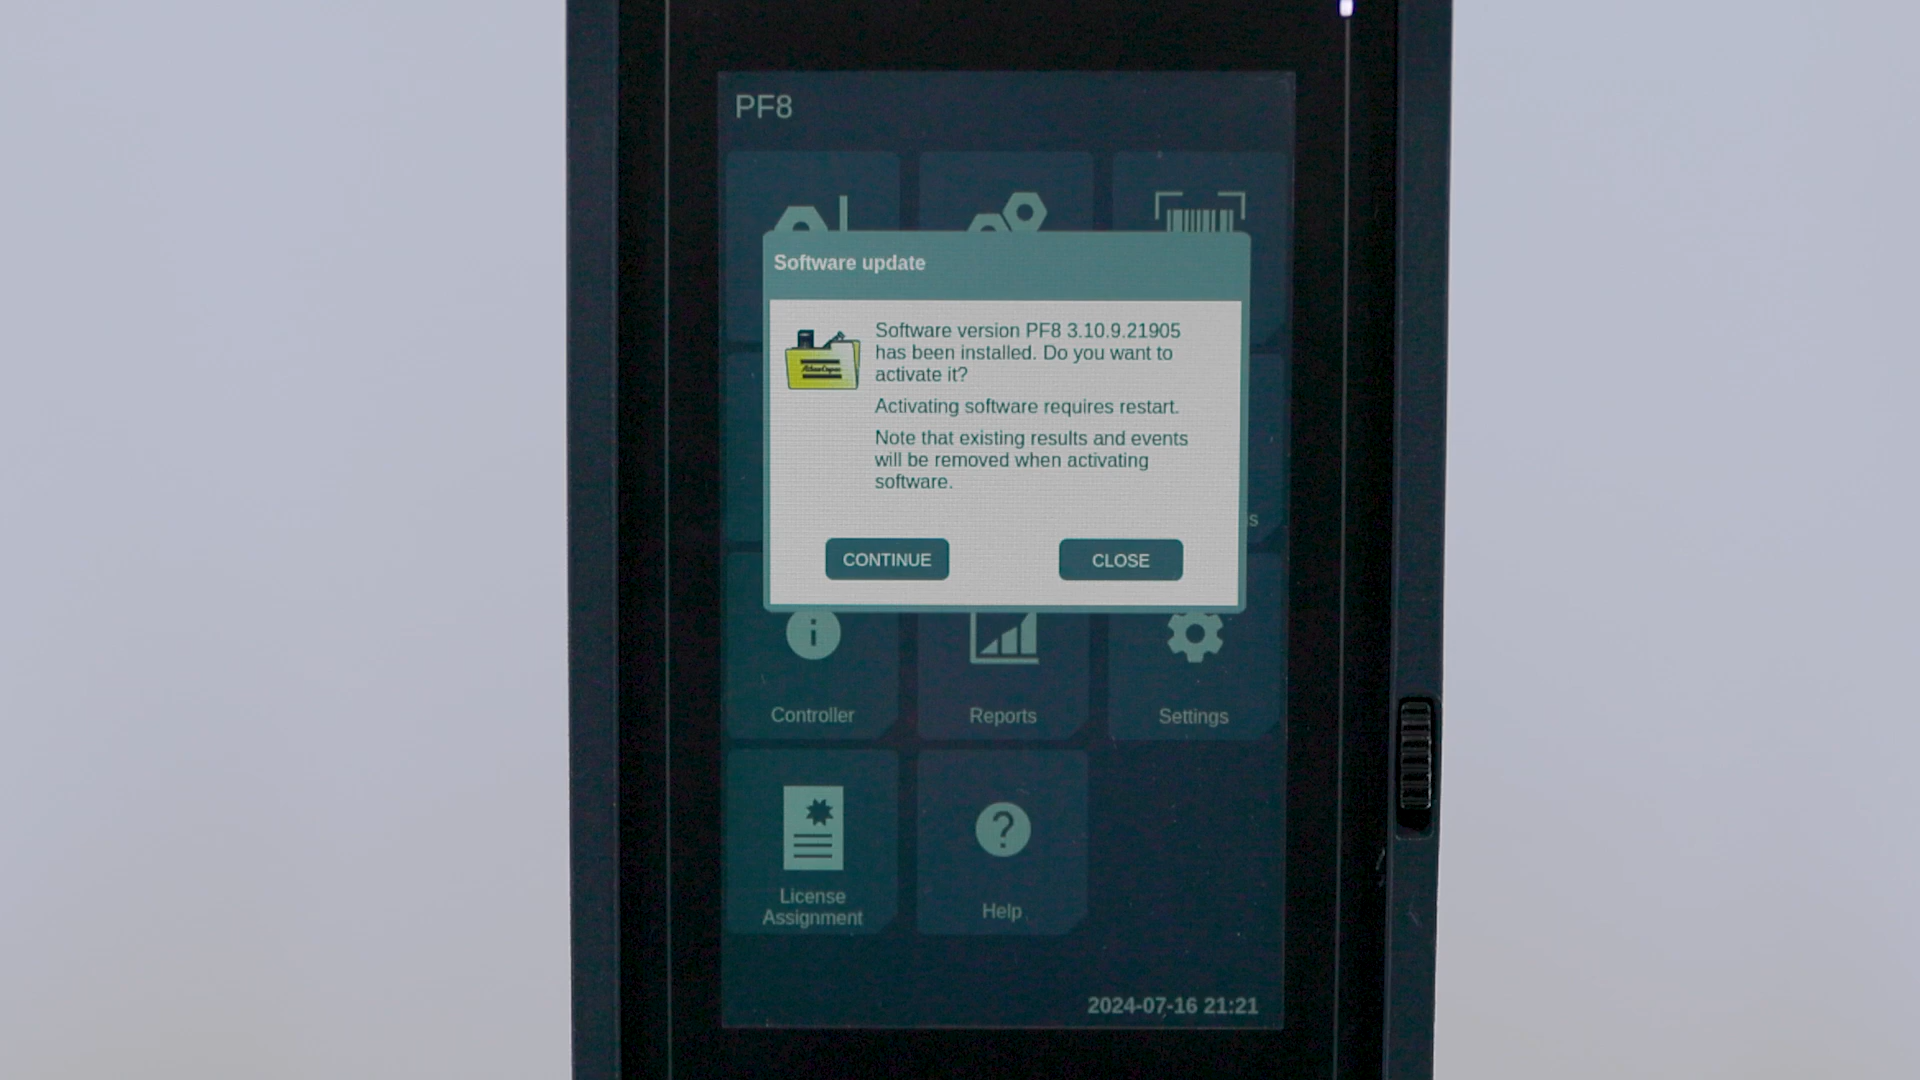 PF8
Software update
Software version PF8 3.10.9.21905
has been installed. Do you want to
activate it?
Activating software requires restart.
Note that existing results and events
will be removed when activating
software.
CONTINUE
CLOSE
Controller
Reports
Settings
License
Assignment
Help
2024-07-16 21:21